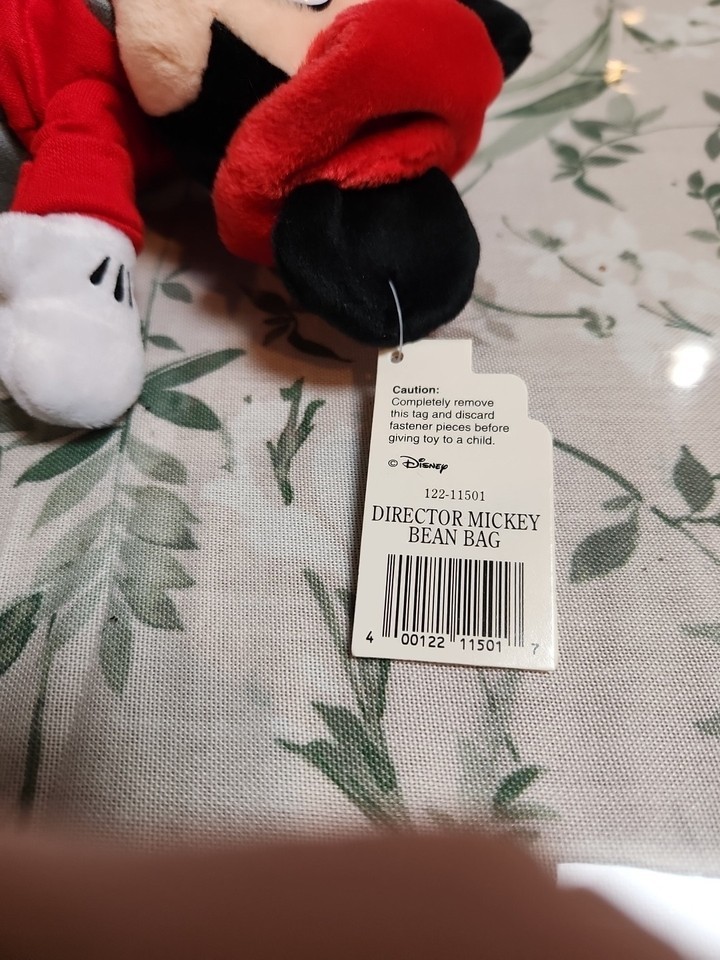 Caution:
Completely remove
this tag and discard
fastener pieces before
giving toy to a child.
© Disney
122-11501
DIRECTOR MICKEY
BEAN BAG
4 00122 11501 7